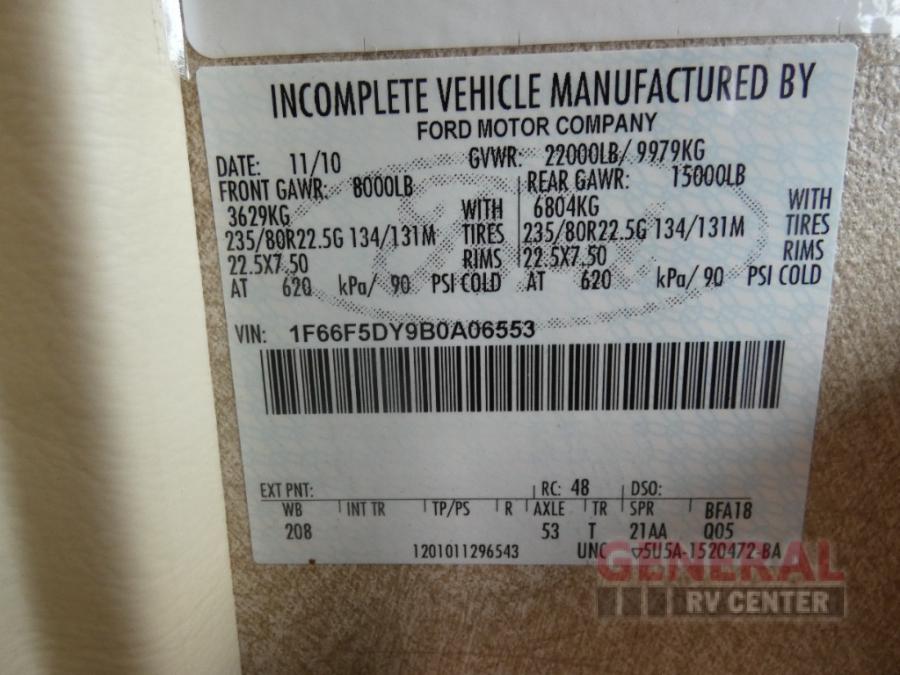 INCOMPLETE VEHICLE MANUFACTURED BY
FORD MOTOR COMPANY
DATE: 11/10 GVWR: 22000LB/ 9979KG
FRONT GAWR: 8000LB REAR GAWR: 15000LB
3629KG WITH 6804KG WITH
235/80R22.5G 134/131M TIRES 235/80R22.5G 134/131M TIRES
22.5X7.50 RIMS 22.5X7.50 RIMS
AT 620 kPa/ 90 PSI COLD AT 620 kPa/ 90 PSI COLD
VIN: 1F66F5DY9B0A06553
EXT PNT: RC: 48 DSO:
WB INT TR TP/PS R AXLE TR SPR BFA18
208 53 T 21AA Q05
1201011296543 UNC ▽5U5A-1520472-BA
GENERAL
RV CENTER